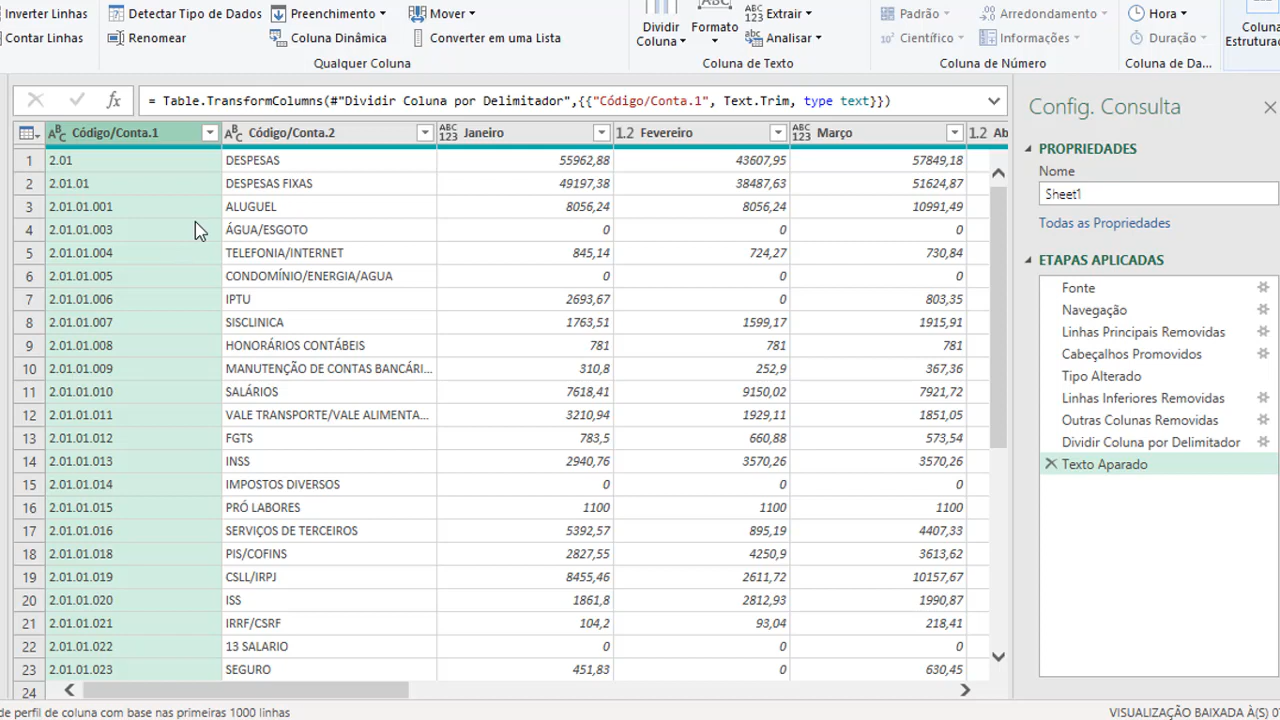 Inverter Linhas
Detectar Tipo de Dados
Preenchimento
Mover
Dividir
Coluna
Formato
ABC
123 Extrair
Padrão
Arredondamento
Hora
Coluna
Estruturad
Contar Linhas
Renomear
Coluna Dinâmica
Converter em uma Lista
abc Analisar
10² Científico
Informações
Duração
Qualquer Coluna
Coluna de Texto
Coluna de Número
Coluna de Da...
fx = Table.TransformColumns(#"Dividir Coluna por Delimitador",{{"Código/Conta.1", Text.Trim, type text}})
ABC Código/Conta.1 ABC Código/Conta.2 ABC 123 Janeiro 1.2 Fevereiro ABC 123 Março 1.2 Ab
1 2.01 DESPESAS 55962,88 43607,95 57849,18
2 2.01.01 DESPESAS FIXAS 49197,38 38487,63 51624,87
3 2.01.01.001 ALUGUEL 8056,24 8056,24 10991,49
4 2.01.01.003 ÁGUA/ESGOTO 0 0 0
5 2.01.01.004 TELEFONIA/INTERNET 845,14 724,27 730,84
6 2.01.01.005 CONDOMÍNIO/ENERGIA/AGUA 0 0 0
7 2.01.01.006 IPTU 2693,67 0 803,35
8 2.01.01.007 SISCLINICA 1763,51 1599,17 1915,91
9 2.01.01.008 HONORÁRIOS CONTÁBEIS 781 781 781
10 2.01.01.009 MANUTENÇÃO DE CONTAS BANCÁRI... 310,8 252,9 367,36
11 2.01.01.010 SALÁRIOS 7618,41 9150,02 7921,72
12 2.01.01.011 VALE TRANSPORTE/VALE ALIMENTA... 3210,94 1929,11 1851,05
13 2.01.01.012 FGTS 783,5 660,88 573,54
14 2.01.01.013 INSS 2940,76 3570,26 3570,26
15 2.01.01.014 IMPOSTOS DIVERSOS 0 0 0
16 2.01.01.015 PRÓ LABORES 1100 1100 1100
17 2.01.01.016 SERVIÇOS DE TERCEIROS 5392,57 895,19 4407,33
18 2.01.01.018 PIS/COFINS 2827,55 4250,9 3613,62
19 2.01.01.019 CSLL/IRPJ 8455,46 2611,72 10157,67
20 2.01.01.020 ISS 1861,8 2812,93 1990,87
21 2.01.01.021 IRRF/CSRF 104,2 93,04 218,41
22 2.01.01.022 13 SALARIO 0 0 0
23 2.01.01.023 SEGURO 451,83 0 630,45
24
Config. Consulta
PROPRIEDADES
Nome
Sheet1
Todas as Propriedades
ETAPAS APLICADAS
Fonte
Navegação
Linhas Principais Removidas
Cabeçalhos Promovidos
Tipo Alterado
Linhas Inferiores Removidas
Outras Colunas Removidas
Dividir Coluna por Delimitador
Texto Aparado
de perfil de coluna com base nas primeiras 1000 linhas
VISUALIZAÇÃO BAIXADA À(S)